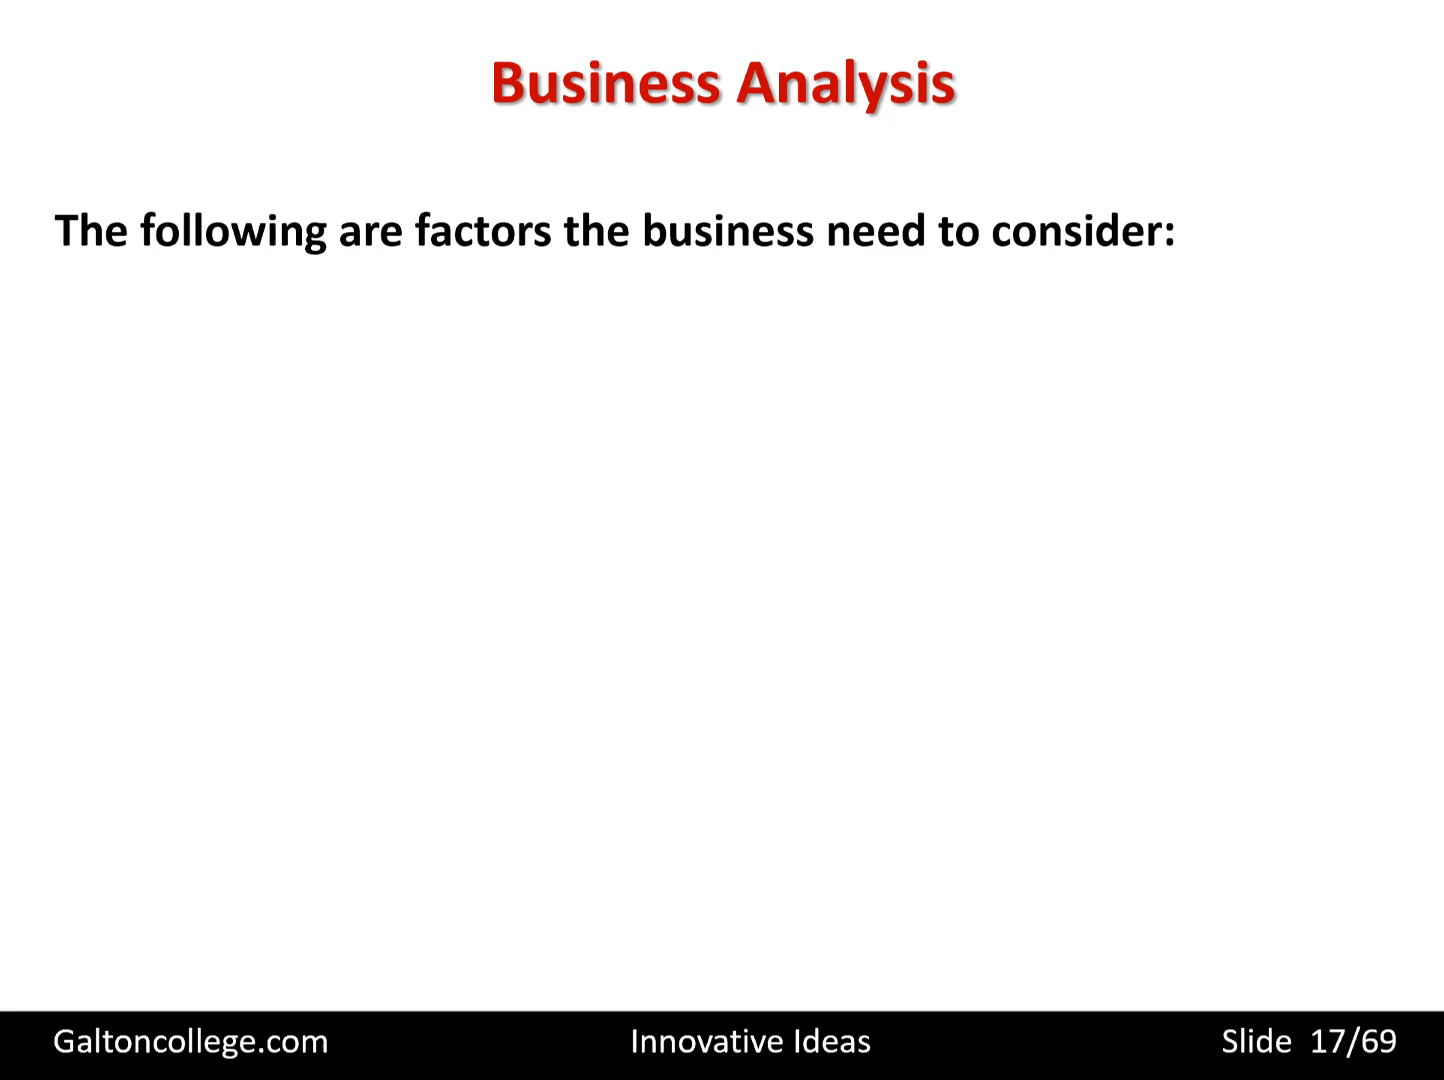 Business Analysis
The following are factors the business need to consider:
Galtoncollege.com Innovative Ideas Slide 17/69